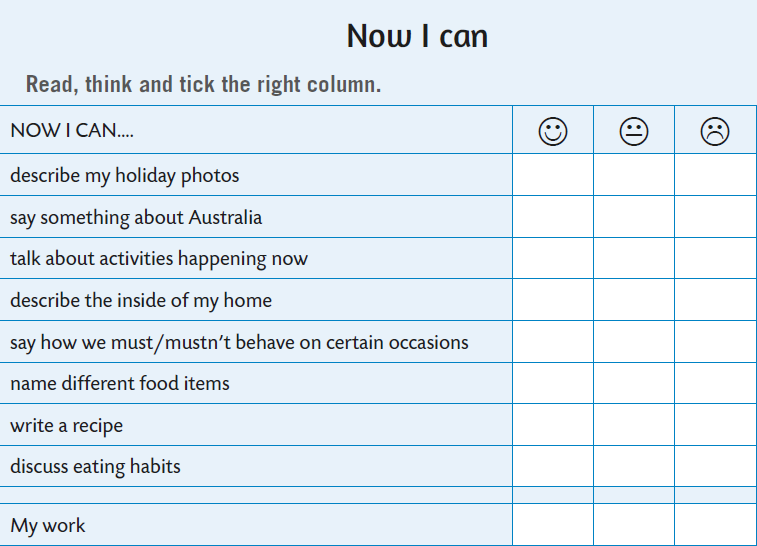 Now I can
Read, think and tick the right column.
NOW I CAN....
describe my holiday photos
say something about Australia
talk about activities happening now
describe the inside of my home
say how we must/mustn't behave on certain occasions
name different food items
write a recipe
discuss eating habits
My work